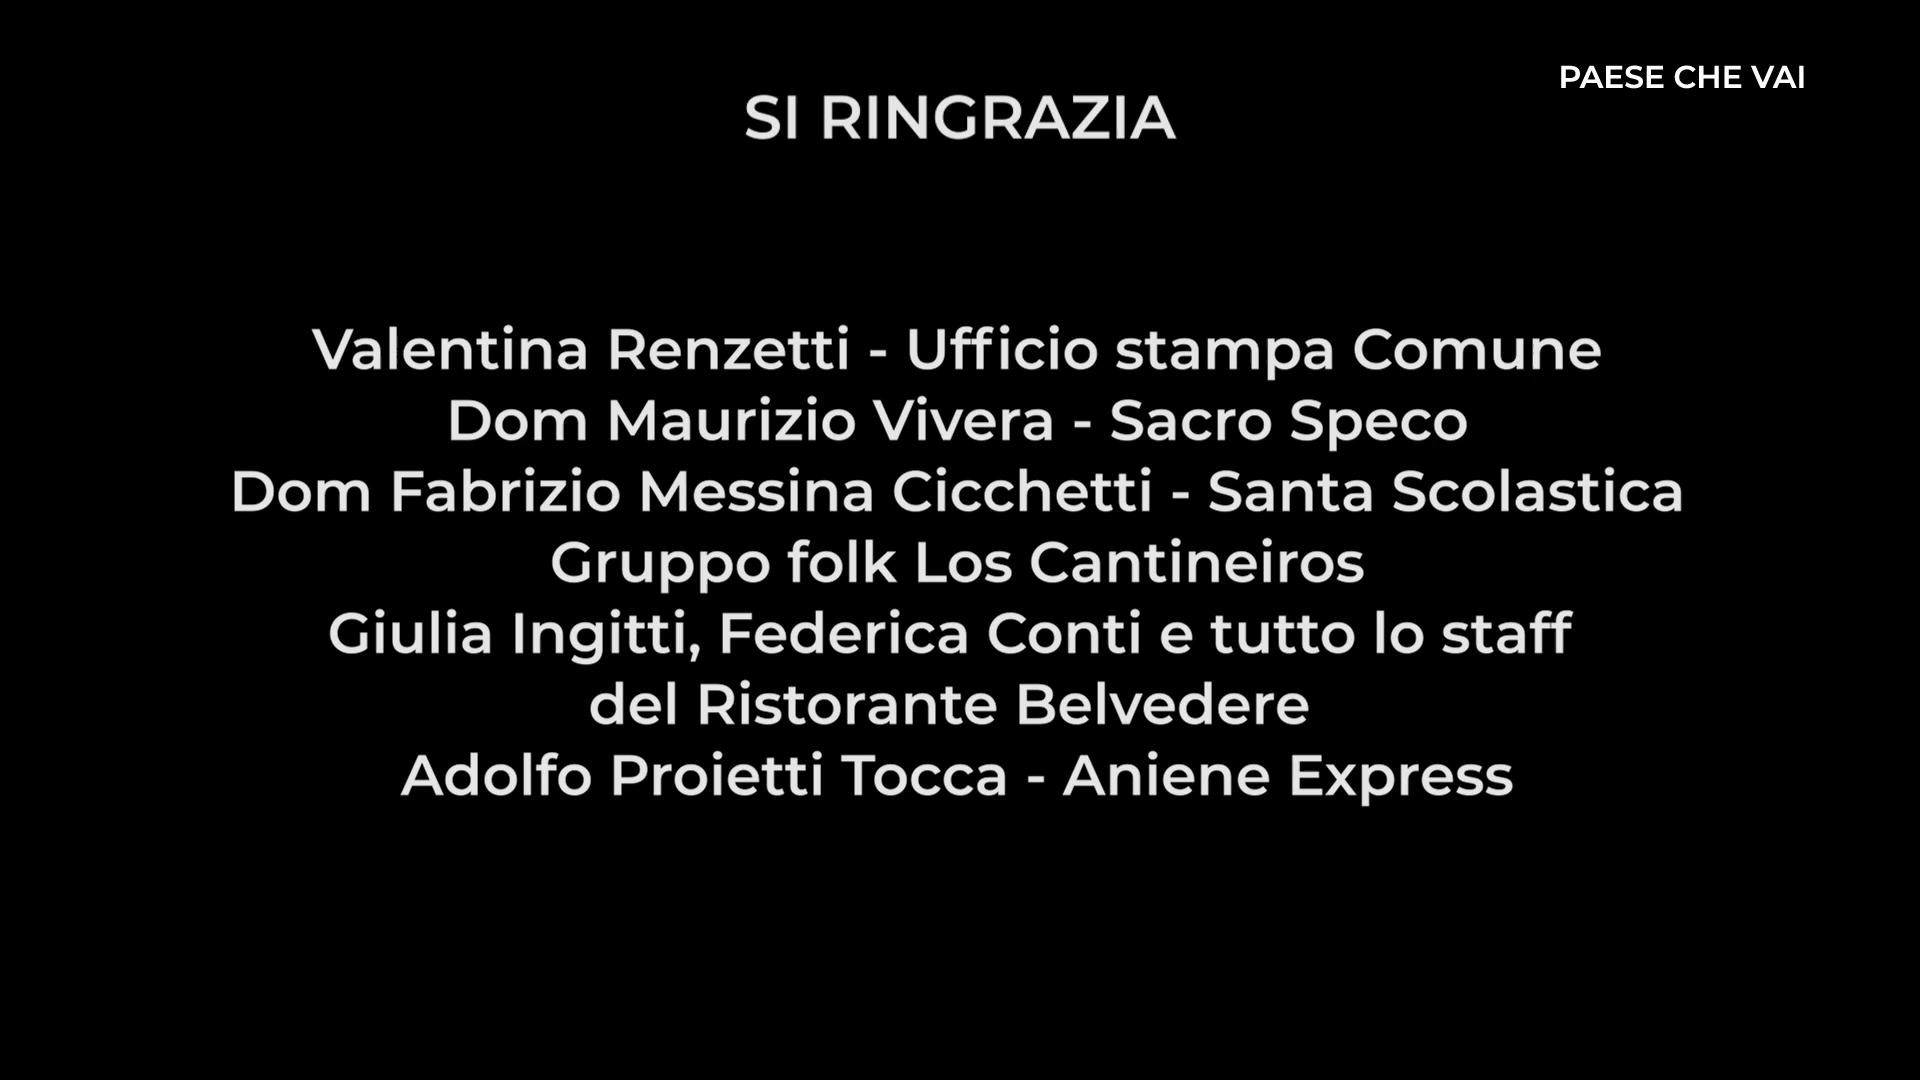 PAESE CHE VAI
SI RINGRAZIA
Valentina Renzetti - Ufficio stampa Comune
Dom Maurizio Vivera - Sacro Speco
Dom Fabrizio Messina Cicchetti - Santa Scolastica
Gruppo folk Los Cantineiros
Giulia Ingitti, Federica Conti e tutto lo staff
del Ristorante Belvedere
Adolfo Proietti Tocca - Aniene Express